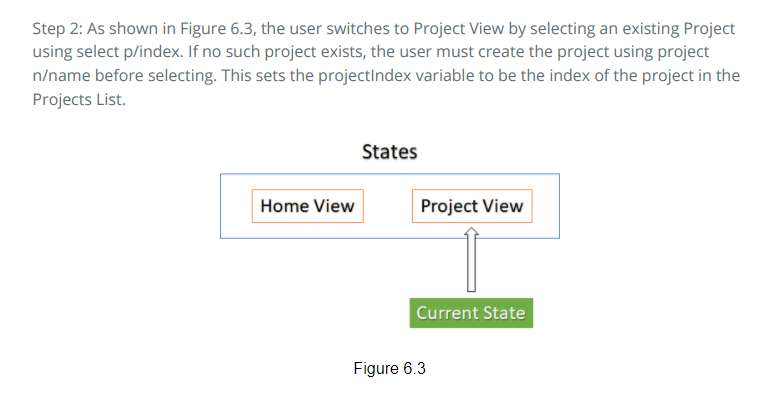 Step 2: As shown in Figure 6.3, the user switches to Project View by selecting an existing Project
using select p/index. If no such project exists, the user must create the project using project
n/name before selecting. This sets the projectIndex variable to be the index of the project in the
Projects List.
States
Home View
Project View
Current State
Figure 6.3